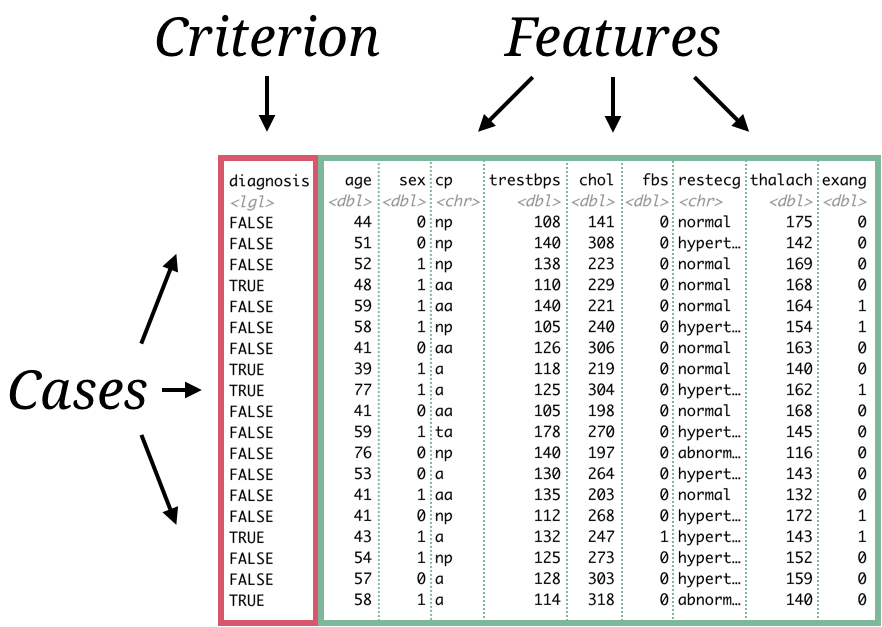 Criterion Features
diagnosis age sex cp trestbps chol fbs restecg thalach exang
<lgl> <dbl> <dbl> <chr> <dbl> <dbl> <dbl> <chr> <dbl> <dbl>
FALSE 44 0 np 108 141 0 normal 175 0
FALSE 51 0 np 140 308 0 hypert… 142 0
FALSE 52 1 np 138 223 0 normal 169 0
TRUE 48 1 aa 110 229 0 normal 168 0
FALSE 59 1 aa 140 221 0 normal 164 1
FALSE 58 1 np 105 240 0 hypert… 154 1
FALSE 41 0 aa 126 306 0 normal 163 0
TRUE 39 1 a 118 219 0 normal 140 0
Cases
TRUE 77 1 a 125 304 0 hypert… 162 1
FALSE 41 0 aa 105 198 0 normal 168 0
FALSE 59 1 ta 178 270 0 hypert… 145 0
FALSE 76 0 np 140 197 0 abnorm… 116 0
FALSE 53 0 a 130 264 0 hypert… 143 0
FALSE 41 1 aa 135 203 0 normal 132 0
FALSE 41 0 np 112 268 0 hypert… 172 1
TRUE 43 1 a 132 247 1 hypert… 143 1
FALSE 54 1 np 125 273 0 hypert… 152 0
FALSE 57 0 a 128 303 0 hypert… 159 0
TRUE 58 1 a 114 318 0 abnorm… 140 0